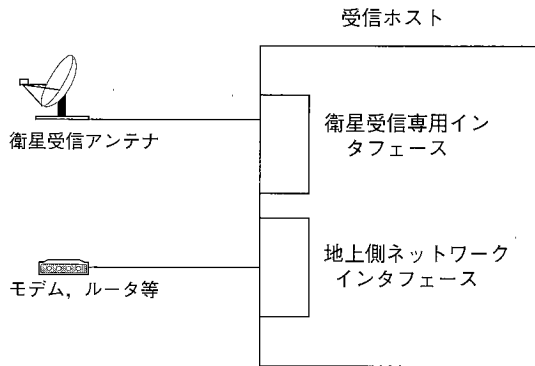 受信ホスト
衛星受信アンテナ
衛星受信専用イン
タフェース
モデム，ルータ等
地上側ネットワーク
インタフェース